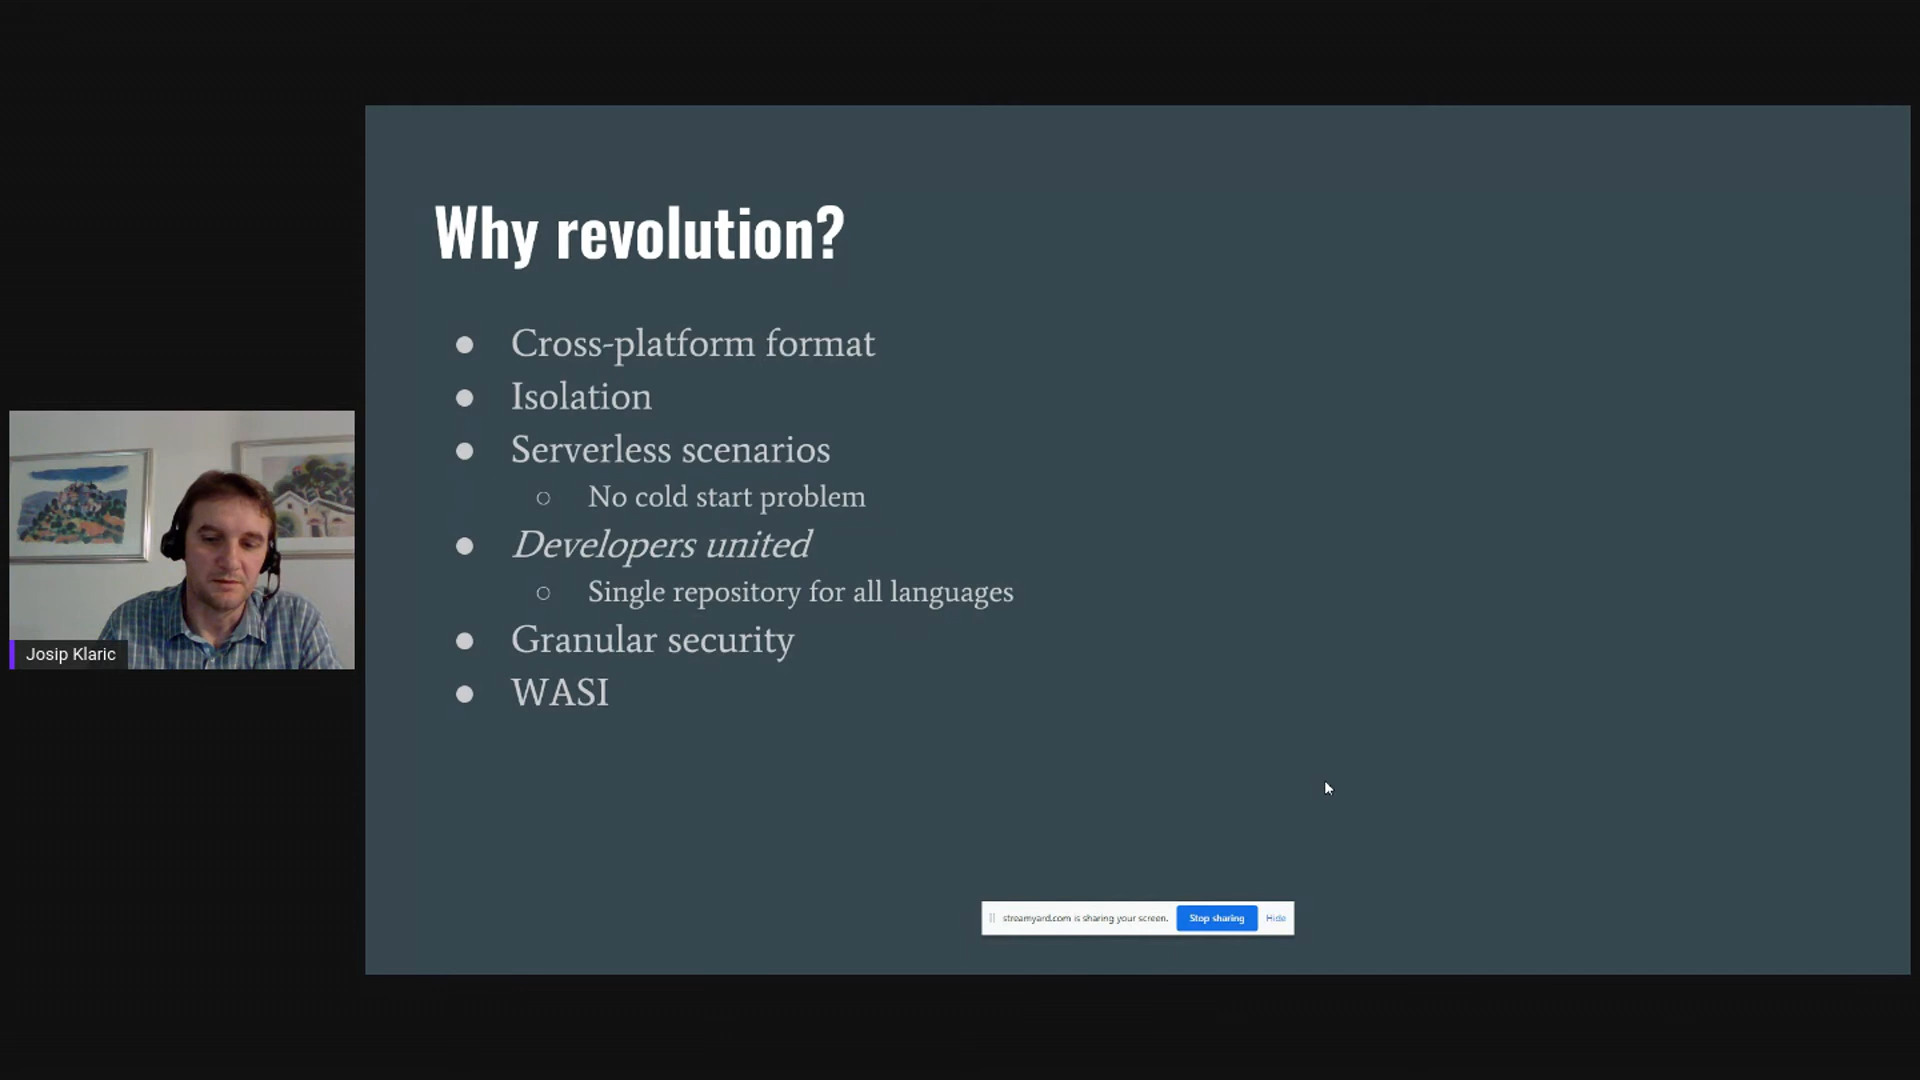 Why revolution?
● Cross-platform format
● Isolation
● Serverless scenarios
○ No cold start problem
● Developers united
○ Single repository for all languages
● Granular security
● WASI
Josip Klaric
streamyard.com is sharing your screen. Stop sharing Hide